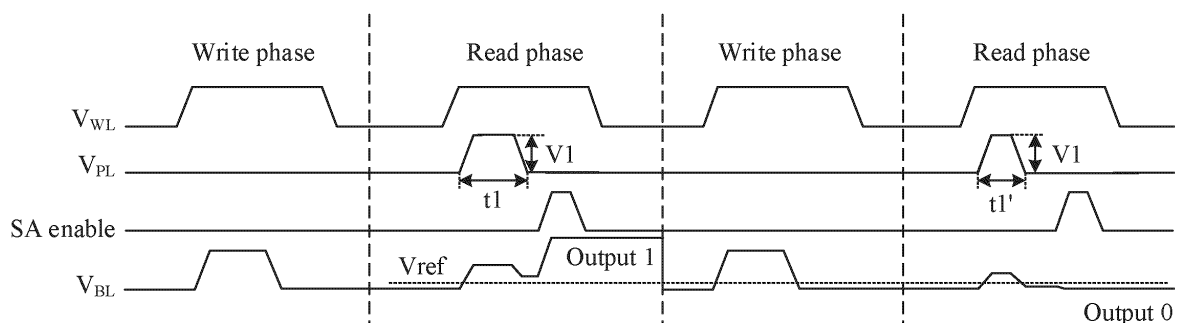 Write phase Read phase Write phase Read phase
VWL
VPL
V1
V1
t1
t1'
SA enable
Vref
Output 1
VBL
Output 0